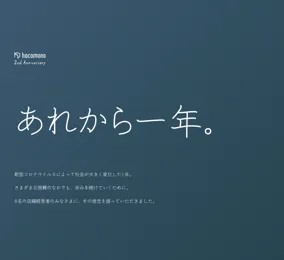 hacomono
2nd Anniversary
あれから一年。
新型コロナウイルスによって社会が大きく変化した1年。
さまざまな困難のなかでも、歩みを続けていくために。
8名の店舗経営者のみなさまに、その想いを語っていただきました。